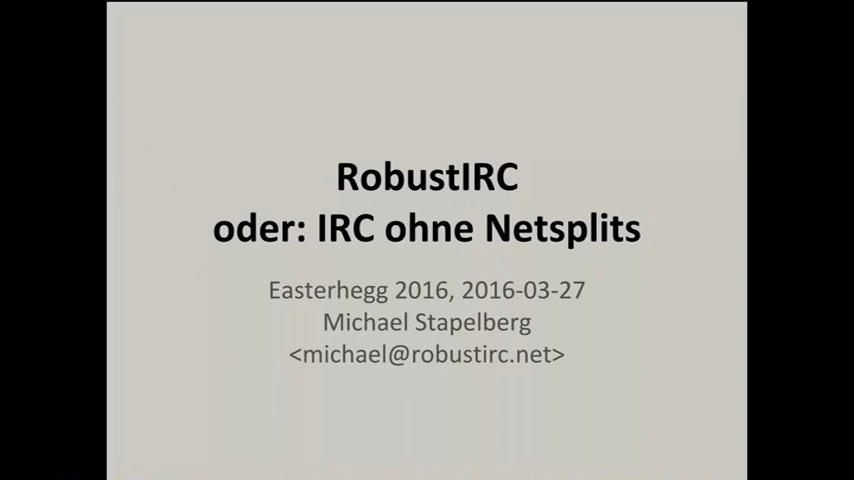 RobustIRC
oder: IRC ohne Netsplits
Easterhegg 2016, 2016-03-27
Michael Stapelberg
<michael@robustirc.net>